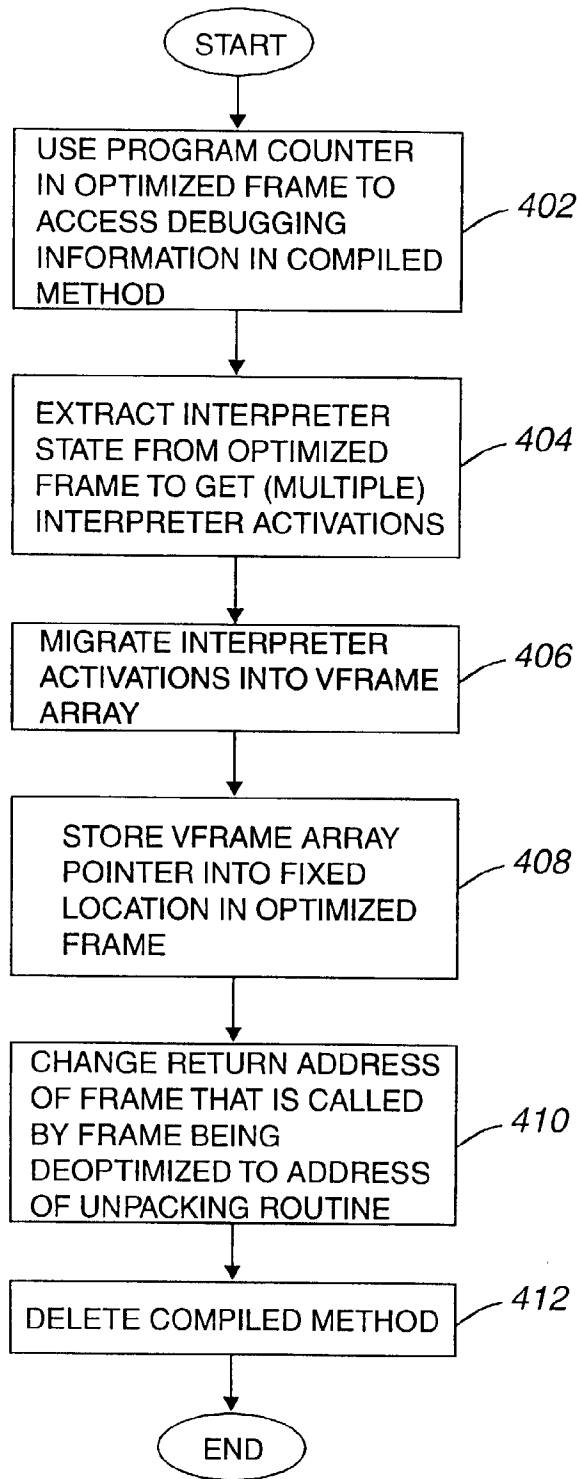 START
USE PROGRAM COUNTER
IN OPTIMIZED FRAME TO
ACCESS DEBUGGING
INFORMATION IN COMPILED
METHOD
402
EXTRACT INTERPRETER
STATE FROM OPTIMIZED
FRAME TO GET (MULTIPLE)
INTERPRETER ACTIVATIONS
404
MIGRATE INTERPRETER
ACTIVATIONS INTO VFRAME
ARRAY
406
STORE VFRAME ARRAY
POINTER INTO FIXED
LOCATION IN OPTIMIZED
FRAME
408
CHANGE RETURN ADDRESS
OF FRAME THAT IS CALLED
BY FRAME BEING
DEOPTIMIZED TO ADDRESS
OF UNPACKING ROUTINE
410
DELETE COMPILED METHOD
412
END